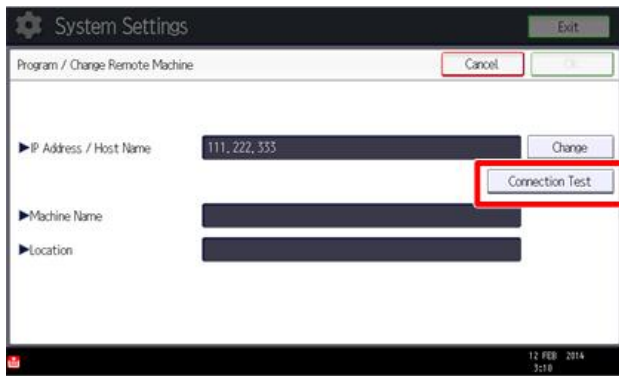 System Settings
Exit
Program / Change Remote Machine
Cancel
OK
▶IP Address / Host Name
111, 222, 333
Change
Connection Test
▶Machine Name
▶Location
12 FEB 2014
3:10